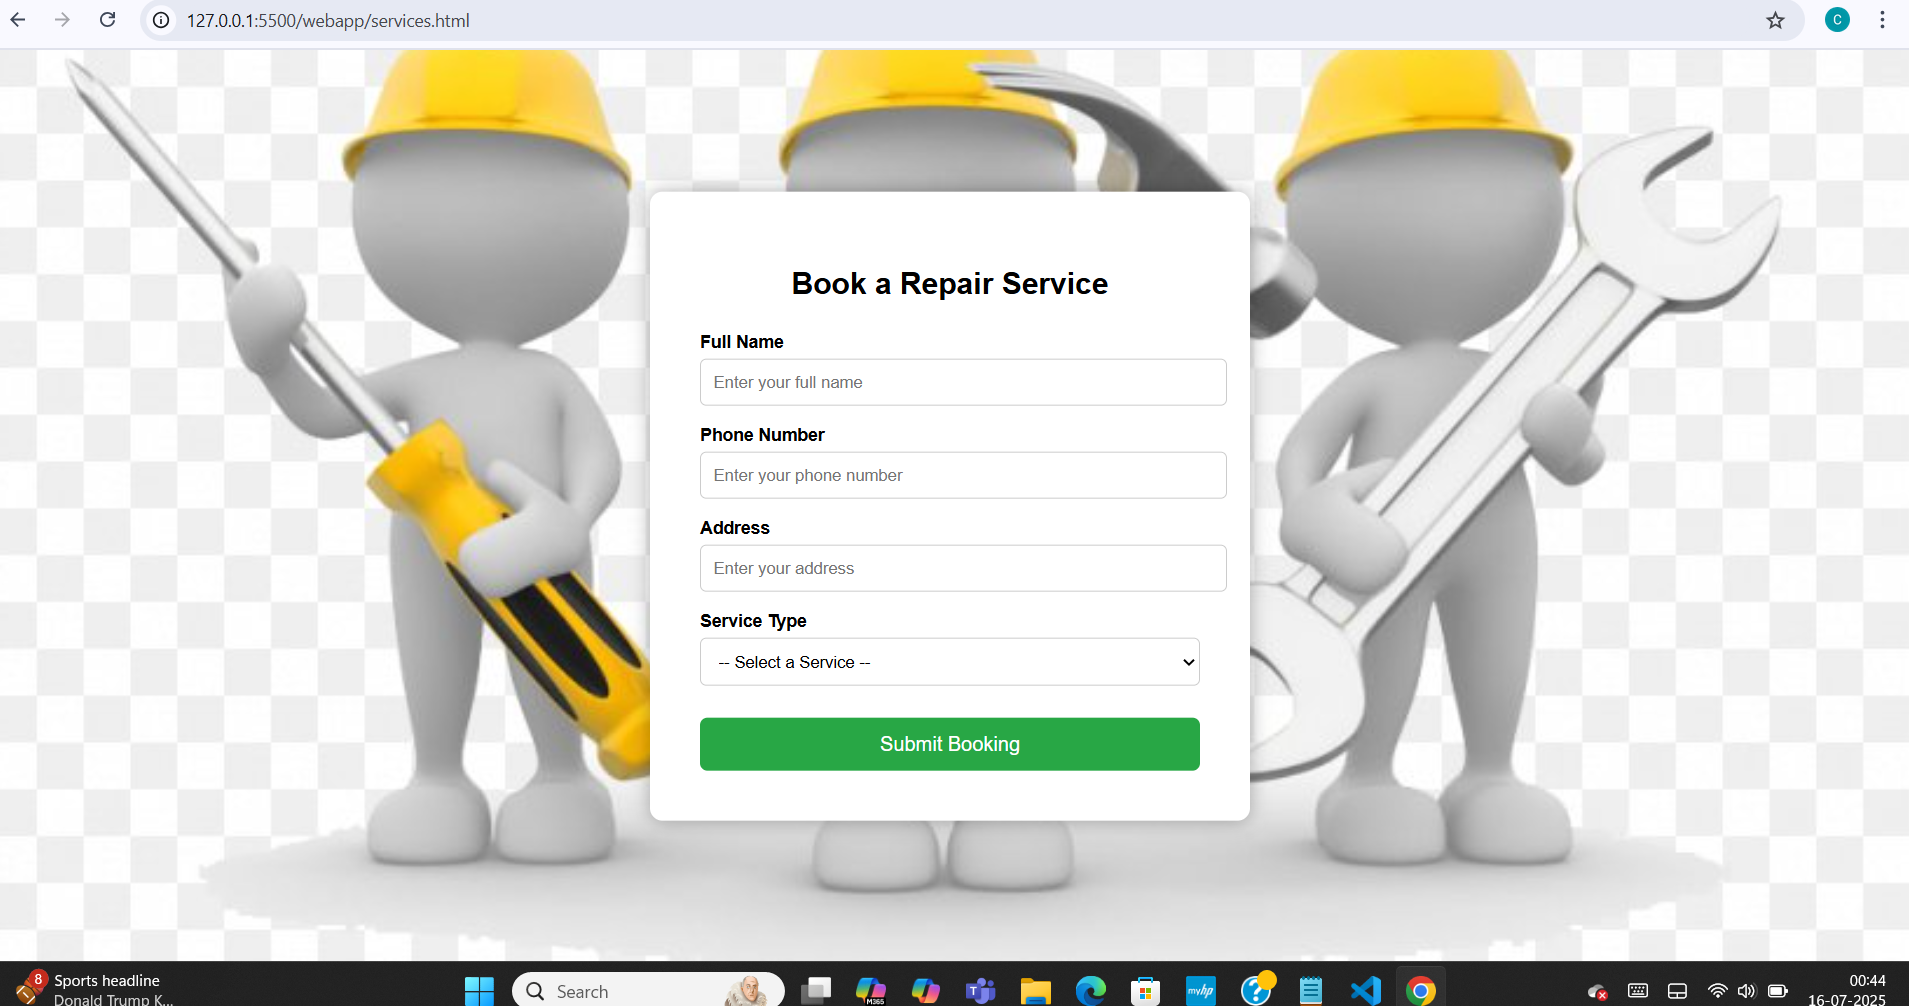 127.0.0.1:5500/webapp/services.html
C
Book a Repair Service
Full Name
Enter your full name
Phone Number
Enter your phone number
Address
Enter your address
Service Type
-- Select a Service --
Submit Booking
8
Sports headline
Donald Trump K...
Search
M365
T
myhp
?
00:44
16-07-2025